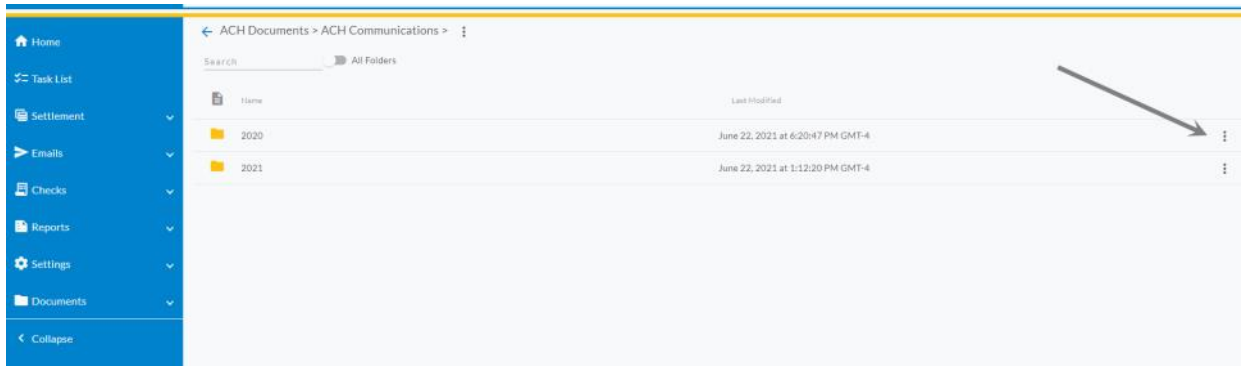 ← ACH Documents > ACH Communications >
Home
Search
All Folders
Task List
Name
Last Modified
Settlement
2020
June 22, 2021 at 6:20:47 PM GMT-4
Emails
2021
June 22, 2021 at 1:12:20 PM GMT-4
Checks
Reports
Settings
Documents
Collapse